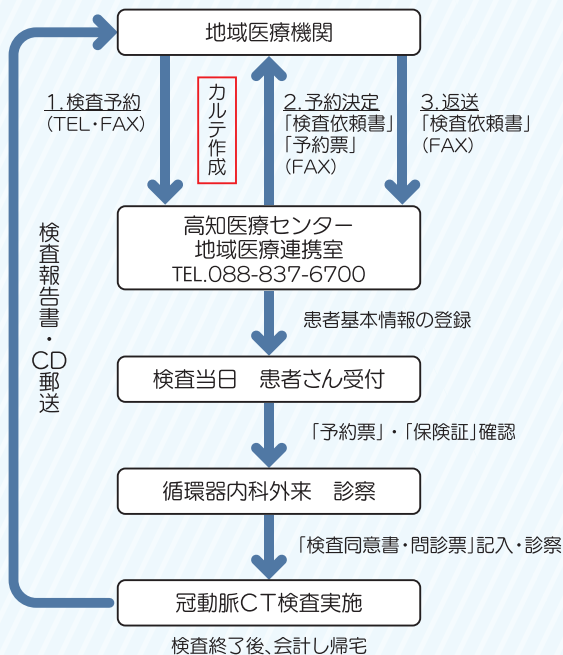 地域医療機関
1.検査予約
（TEL・FAX）
カルテ作成
2.予約決定
「検査依頼書」
「予約票」
（FAX）
3.返送
「検査依頼書」
（FAX）
高知医療センター
地域医療連携室
TEL.088-837-6700
患者基本情報の登録
検査当日　患者さん受付
「予約票」・「保険証」確認
循環器内科外来　診察
「検査同意書・問診票」記入・診察
冠動脈CT検査実施
検査終了後、会計し帰宅
検査報告書・CD郵送